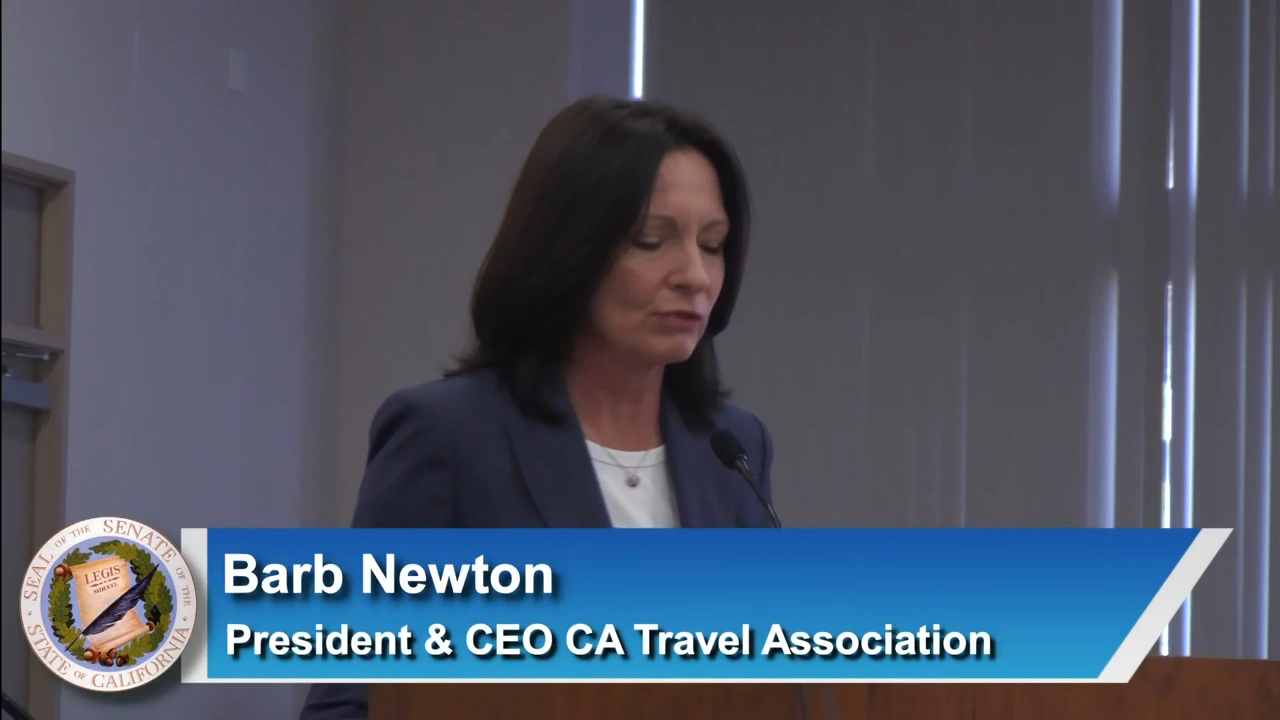 SEAL OF THE SENATE OF THE STATE OF CALIFORNIA
LEGIS
Barb Newton
President & CEO CA Travel Association